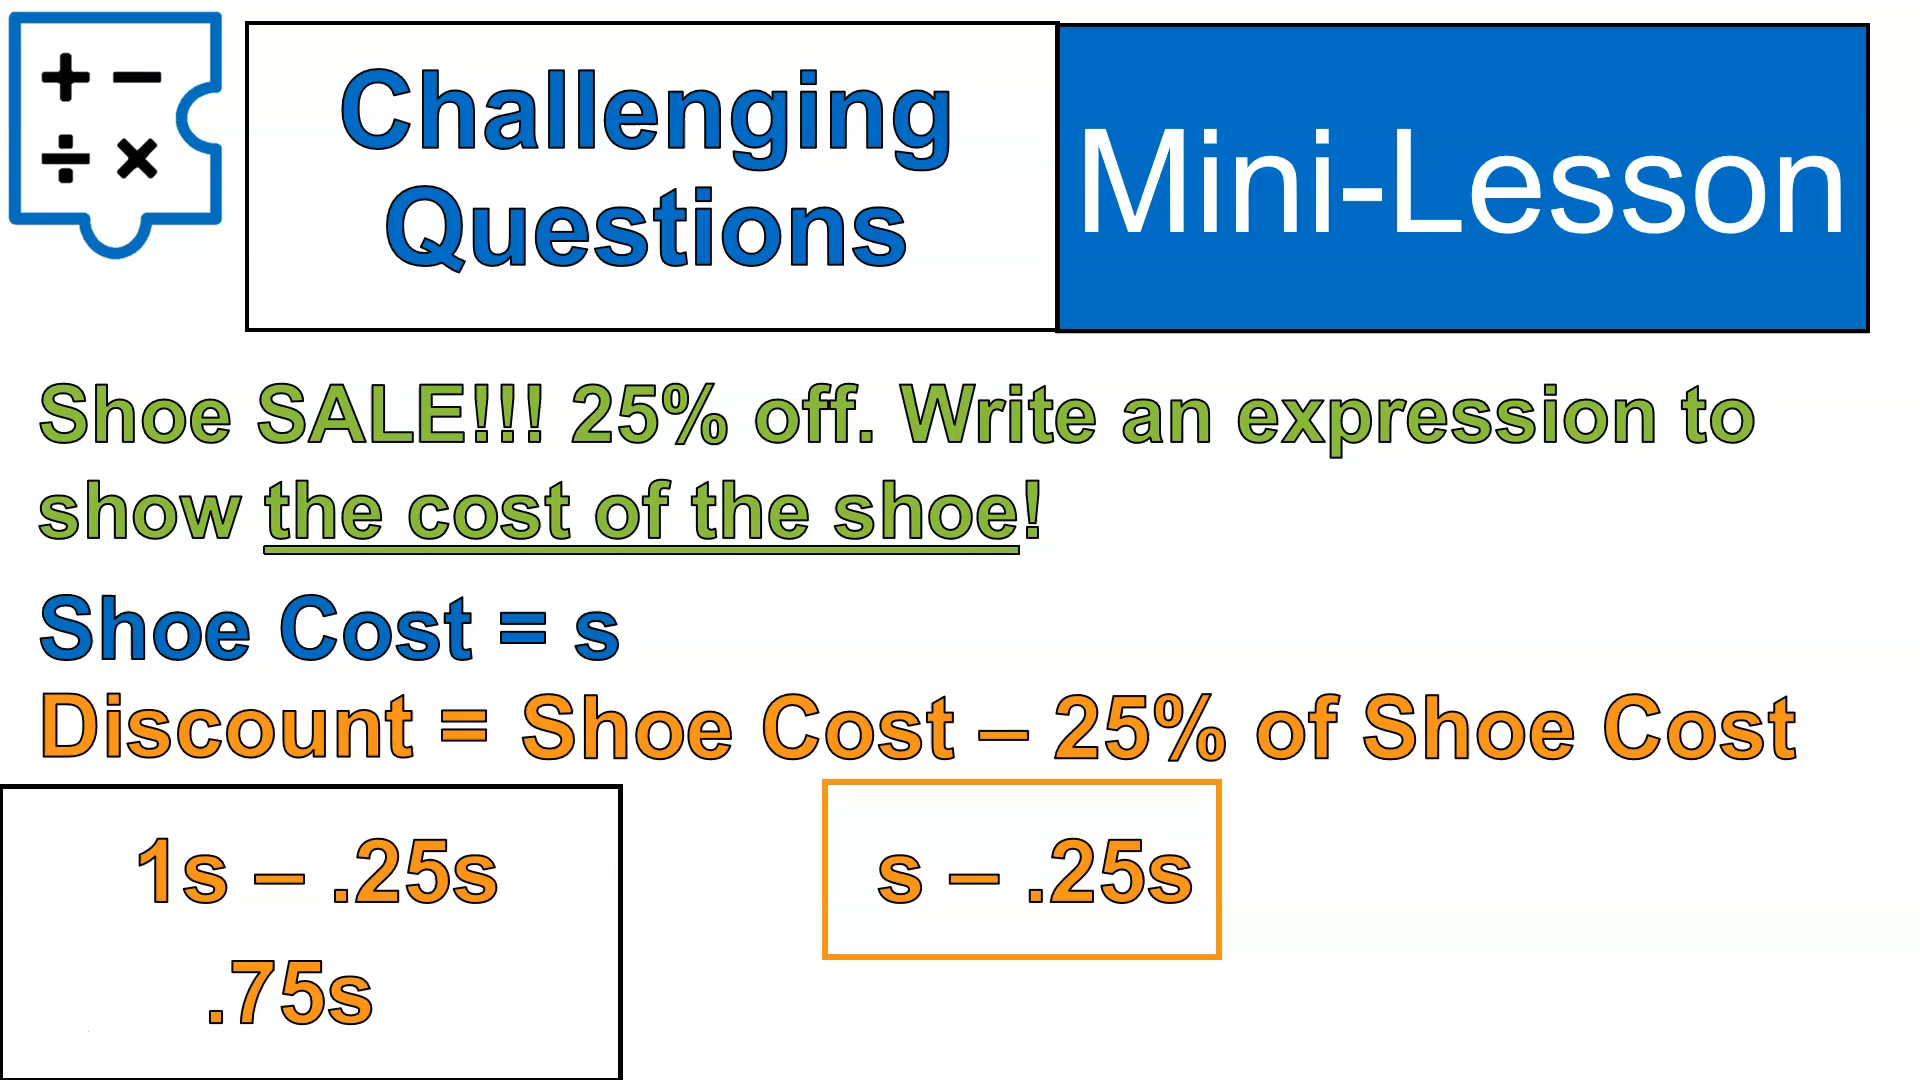 + −
÷ ×
Challenging
Questions
Mini-Lesson
Shoe SALE!!! 25% off. Write an expression to
show the cost of the shoe!
Shoe Cost = s
Discount = Shoe Cost – 25% of Shoe Cost
1s – .25s
s – .25s
.75s